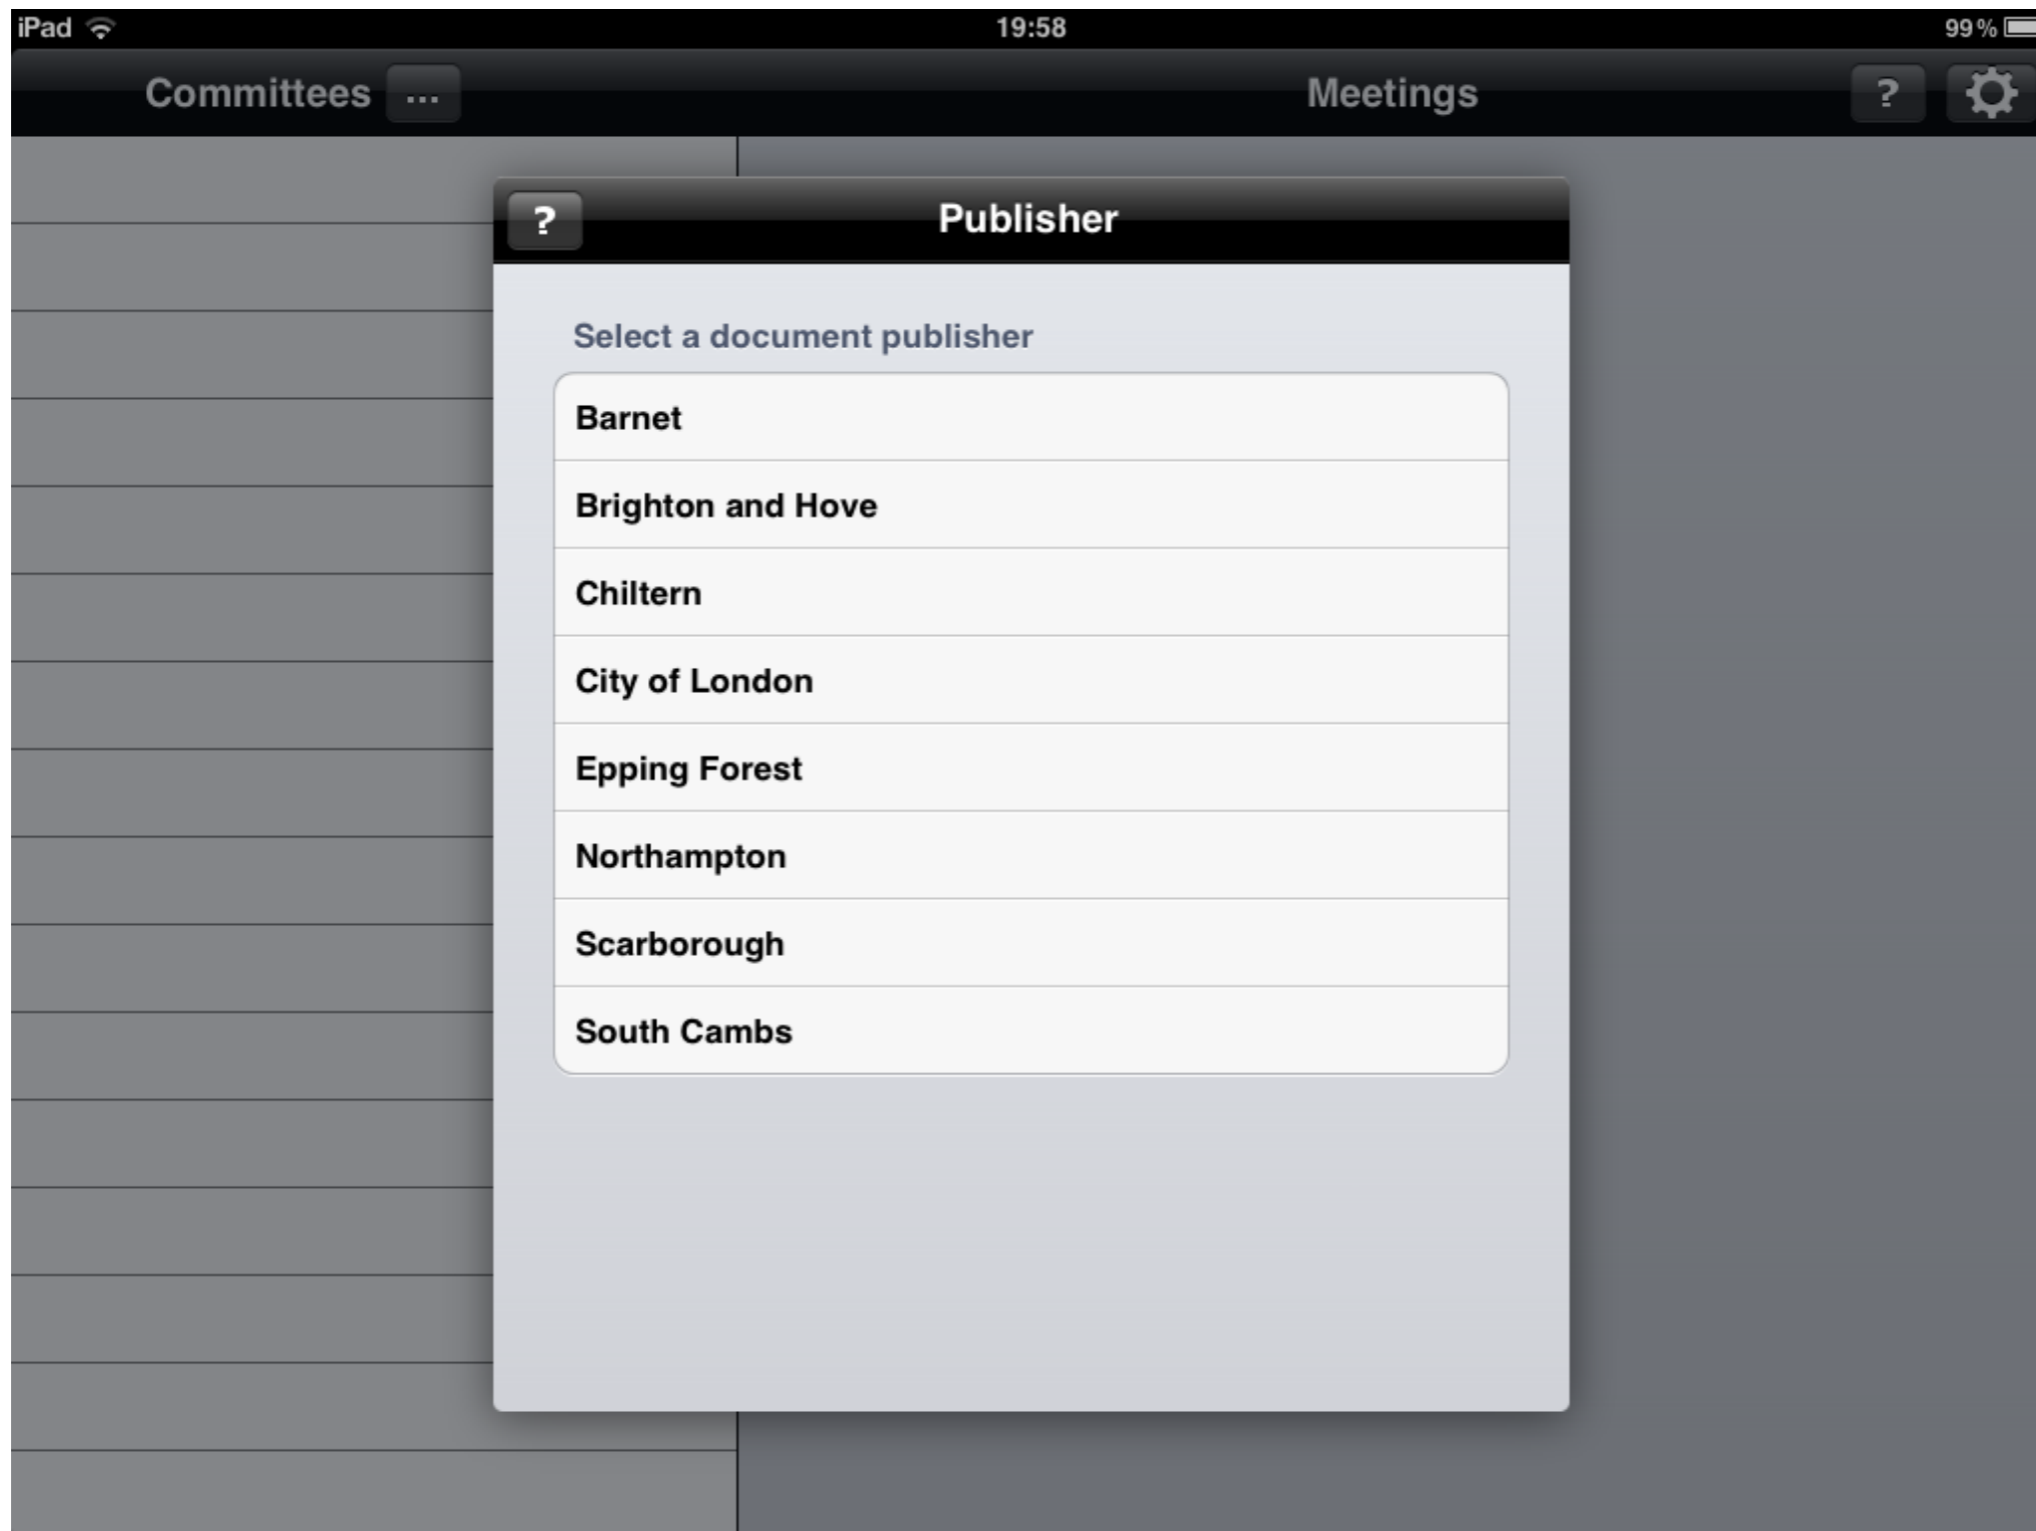 iPad 19:58 99%
Committees ... Meetings ?
? Publisher
Select a document publisher
Barnet
Brighton and Hove
Chiltern
City of London
Epping Forest
Northampton
Scarborough
South Cambs